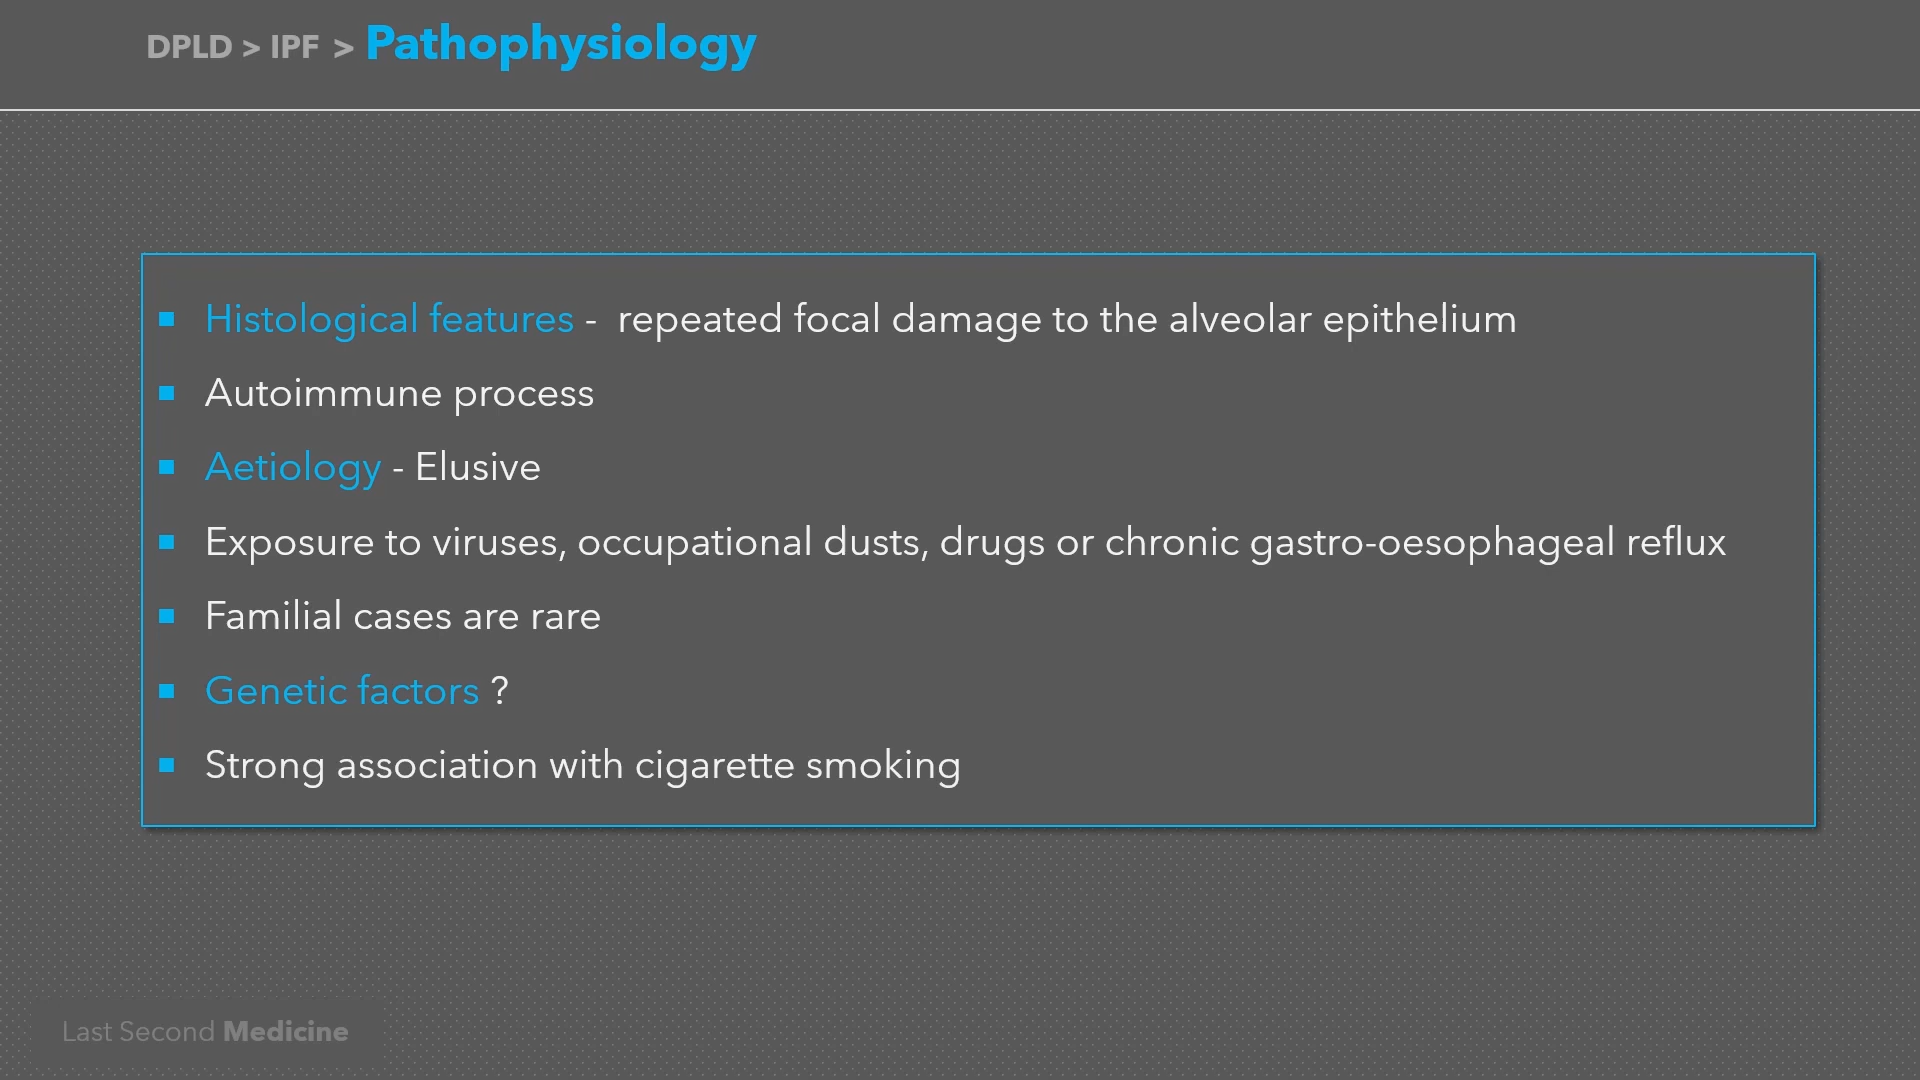 DPLD > IPF > Pathophysiology
Histological features - repeated focal damage to the alveolar epithelium
Autoimmune process
Aetiology - Elusive
Exposure to viruses, occupational dusts, drugs or chronic gastro-oesophageal reflux
Familial cases are rare
Genetic factors ?
Strong association with cigarette smoking
Last Second Medicine